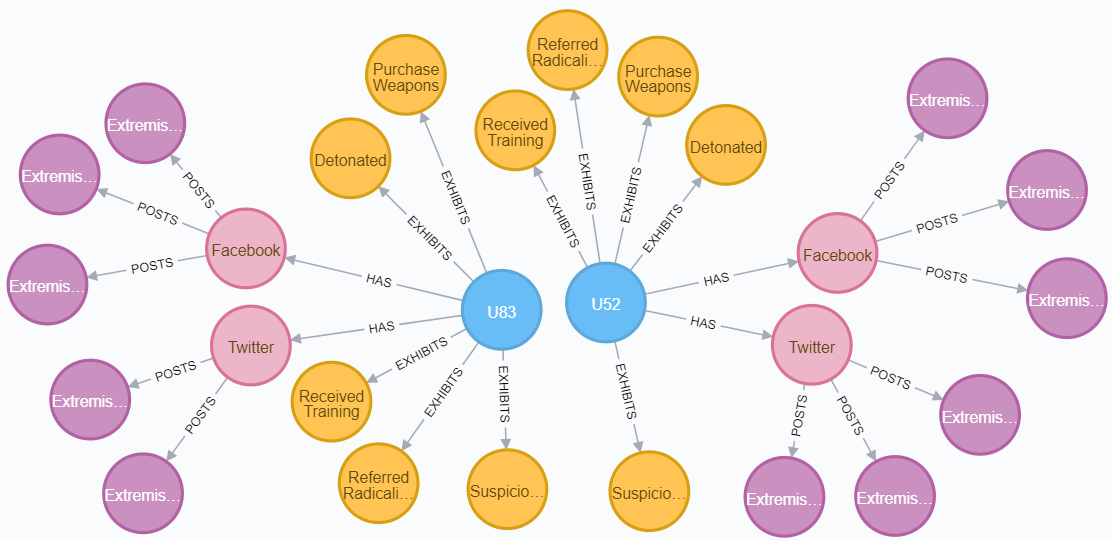 Referred
Radicali...
Purchase
Weapons
Purchase
Weapons
Extremis...
Extremis...
Received
Training
Detonated
Detonated
Extremis...
Extremis...
POSTS
POSTS
POSTS
EXHIBITS
EXHIBITS
EXHIBITS
EXHIBITS
EXHIBITS
EXHIBITS
POSTS
POSTS
POSTS
Facebook
Facebook
Extremis...
Extremis...
HAS
HAS
U83
U52
HAS
HAS
Twitter
Twitter
EXHIBITS
EXHIBITS
EXHIBITS
EXHIBITS
POSTS
POSTS
POSTS
POSTS
POSTS
Extremis...
Received
Training
Extremis...
Referred
Radicali...
Suspicio...
Suspicio...
Extremis...
Extremis...
Extremis...